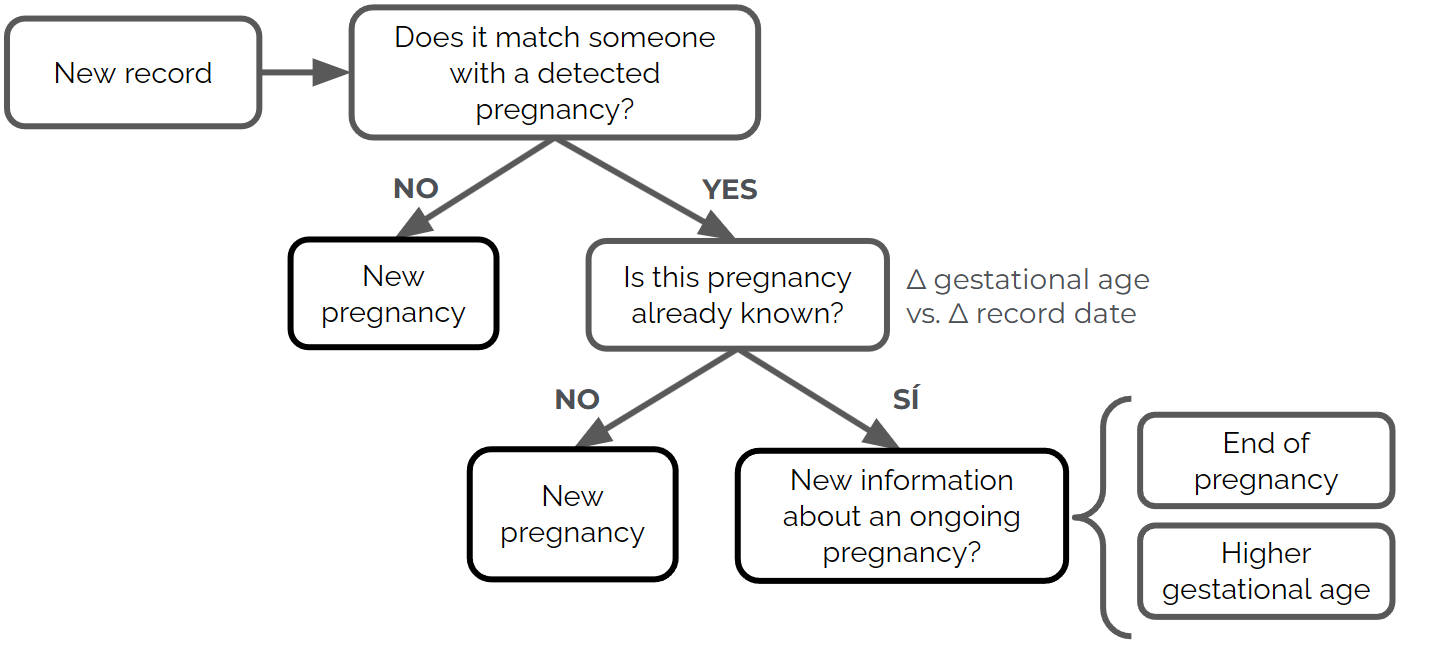 New record
Does it match someone
with a detected
pregnancy?
NO
YES
New
pregnancy
Is this pregnancy
already known?
Δ gestational age
vs. Δ record date
NO
SÍ
New
pregnancy
New information
about an ongoing
pregnancy?
End of
pregnancy
Higher
gestational age